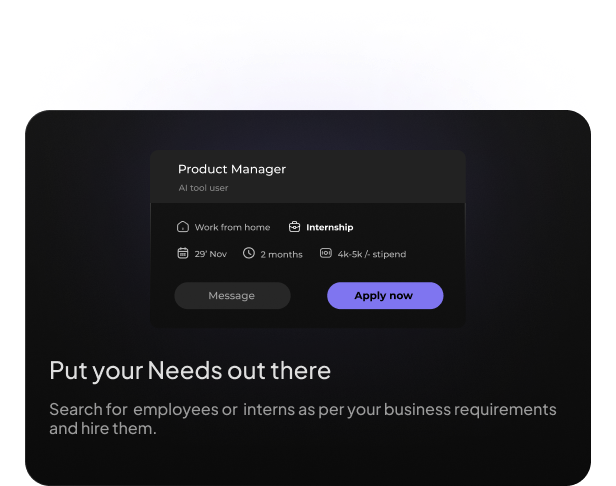 Product Manager
AI tool user
Work from home Internship
29' Nov 2 months 4k-5k /- stipend
Message Apply now
Put your Needs out there
Search for employees or interns as per your business requirements
and hire them.